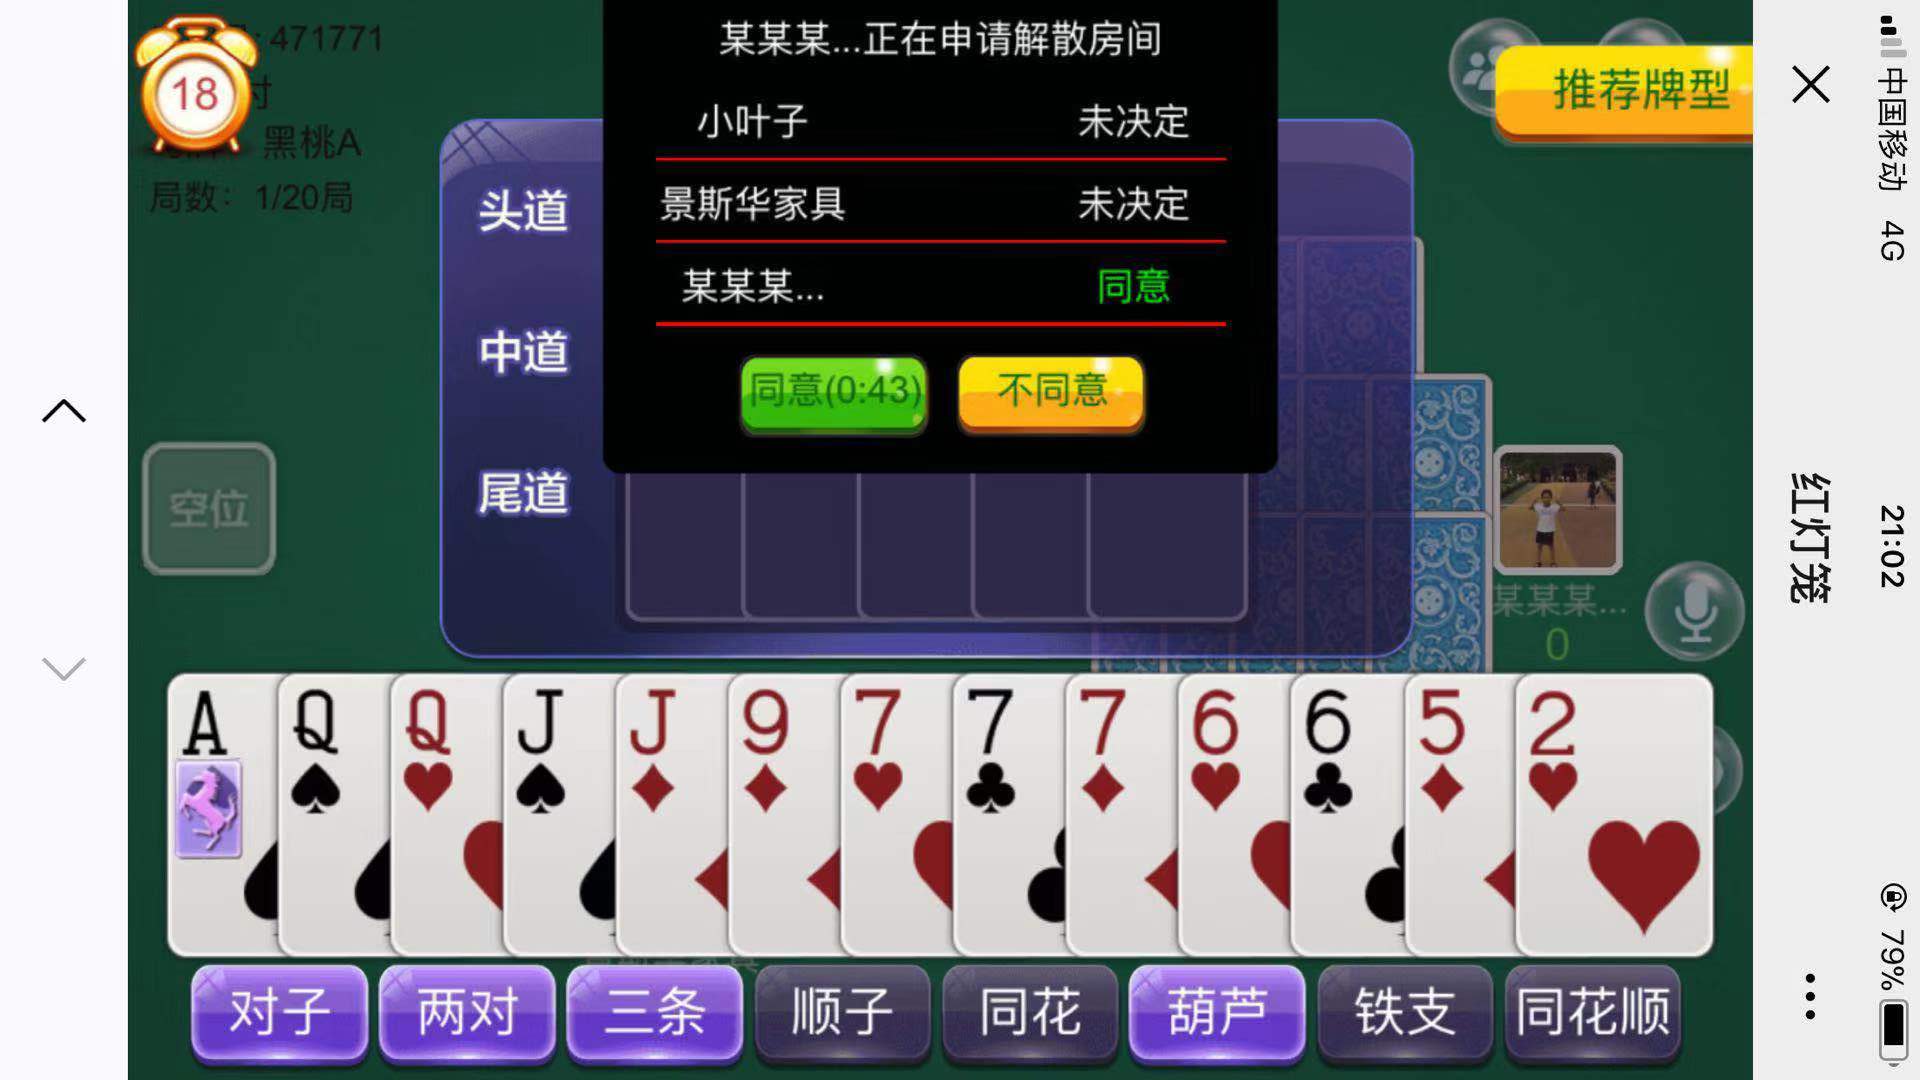 471771
18
对
黑桃A
局数：1/20局
某某某...正在申请解散房间
小叶子 未决定
景斯华家具 未决定
某某某... 同意
同意(0:43) 不同意
推荐牌型
头道
中道
尾道
空位
某某某...
0
A Q Q J J 9 7 7 7 6 6 5 2
对子 两对 三条 顺子 同花 葫芦 铁支 同花顺
中国移动 4G 21:02 79%
红灯笼